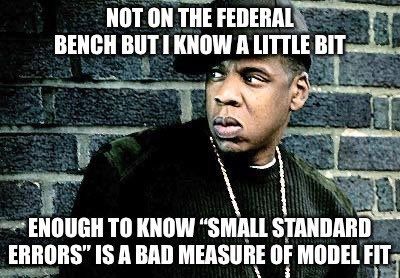 NOT ON THE FEDERAL
BENCH BUT I KNOW A LITTLE BIT
ENOUGH TO KNOW “SMALL STANDARD
ERRORS” IS A BAD MEASURE OF MODEL FIT